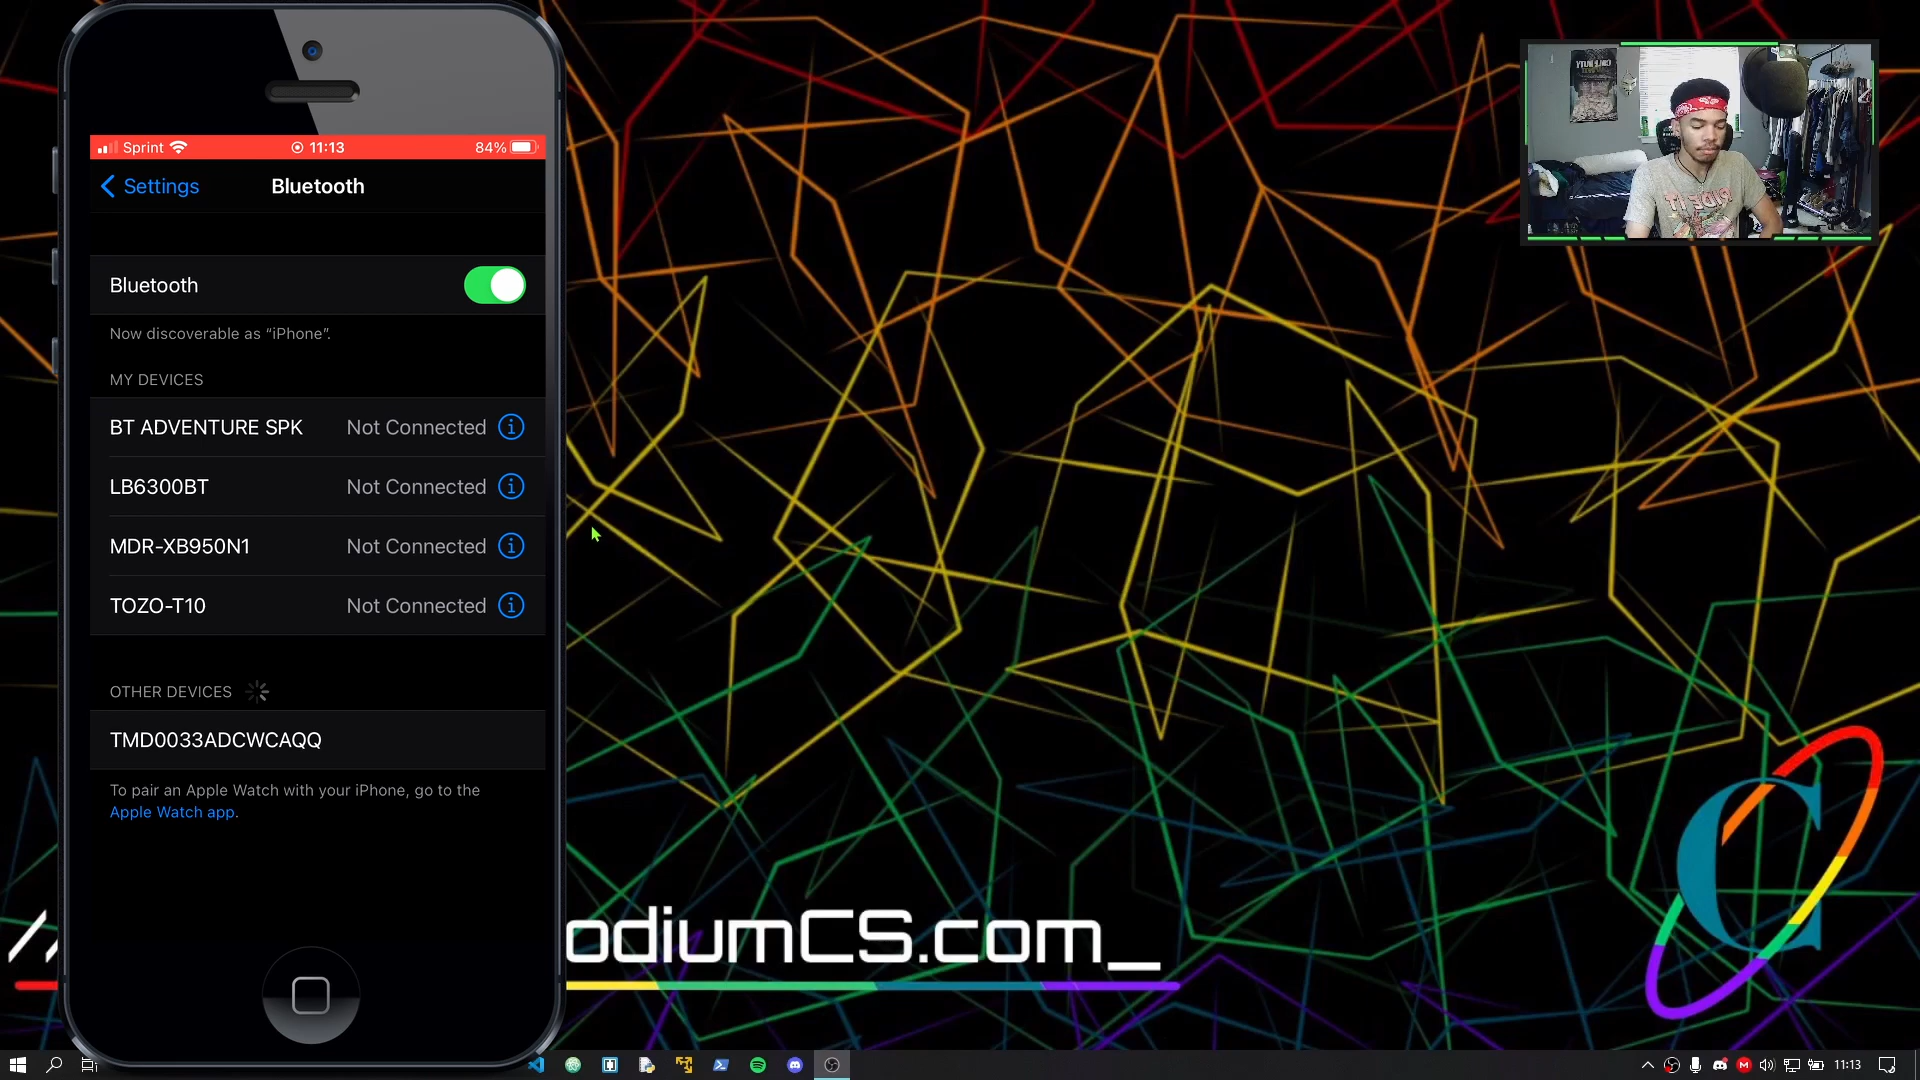 Sprint 11:13 84%
Settings Bluetooth
Bluetooth
Now discoverable as “iPhone”.
MY DEVICES
BT ADVENTURE SPK Not Connected
LB6300BT Not Connected
MDR-XB950N1 Not Connected
TOZO-T10 Not Connected
OTHER DEVICES
TMD0033ADCWCAQQ
To pair an Apple Watch with your iPhone, go to the
Apple Watch app.
// odiumCS.com_
C
RIDE IT
11:13